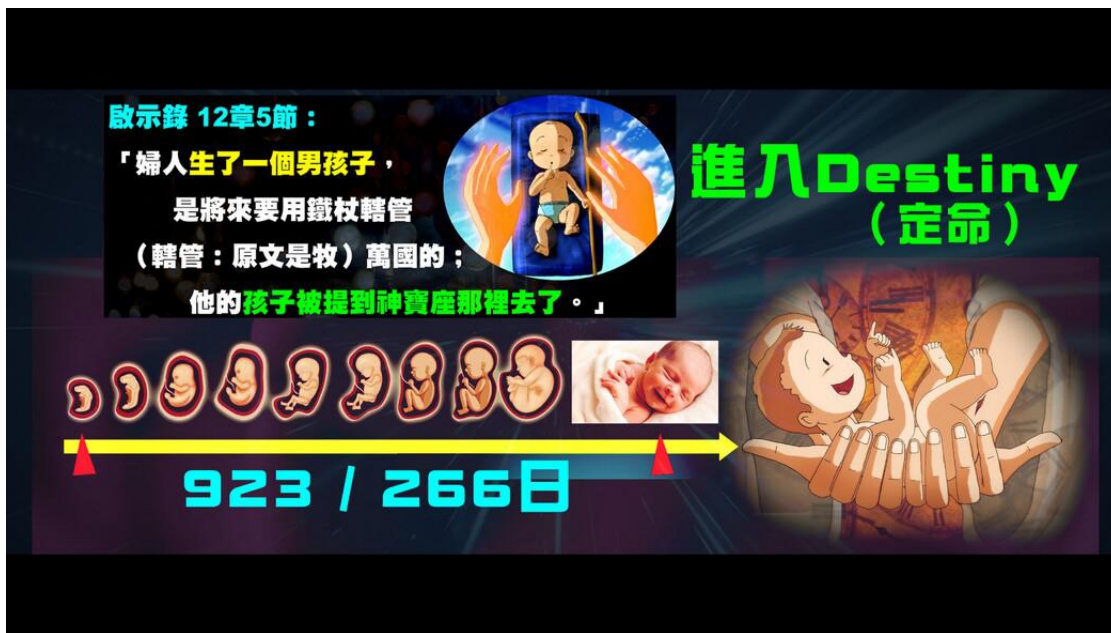 啟示錄 12章5節：
「婦人生了一個男孩子，
是將來要用鐵杖轄管
（轄管：原文是牧）萬國的；
他的孩子被提到神寶座那裡去了。」
進入Destiny
（定命）
923 / 266日